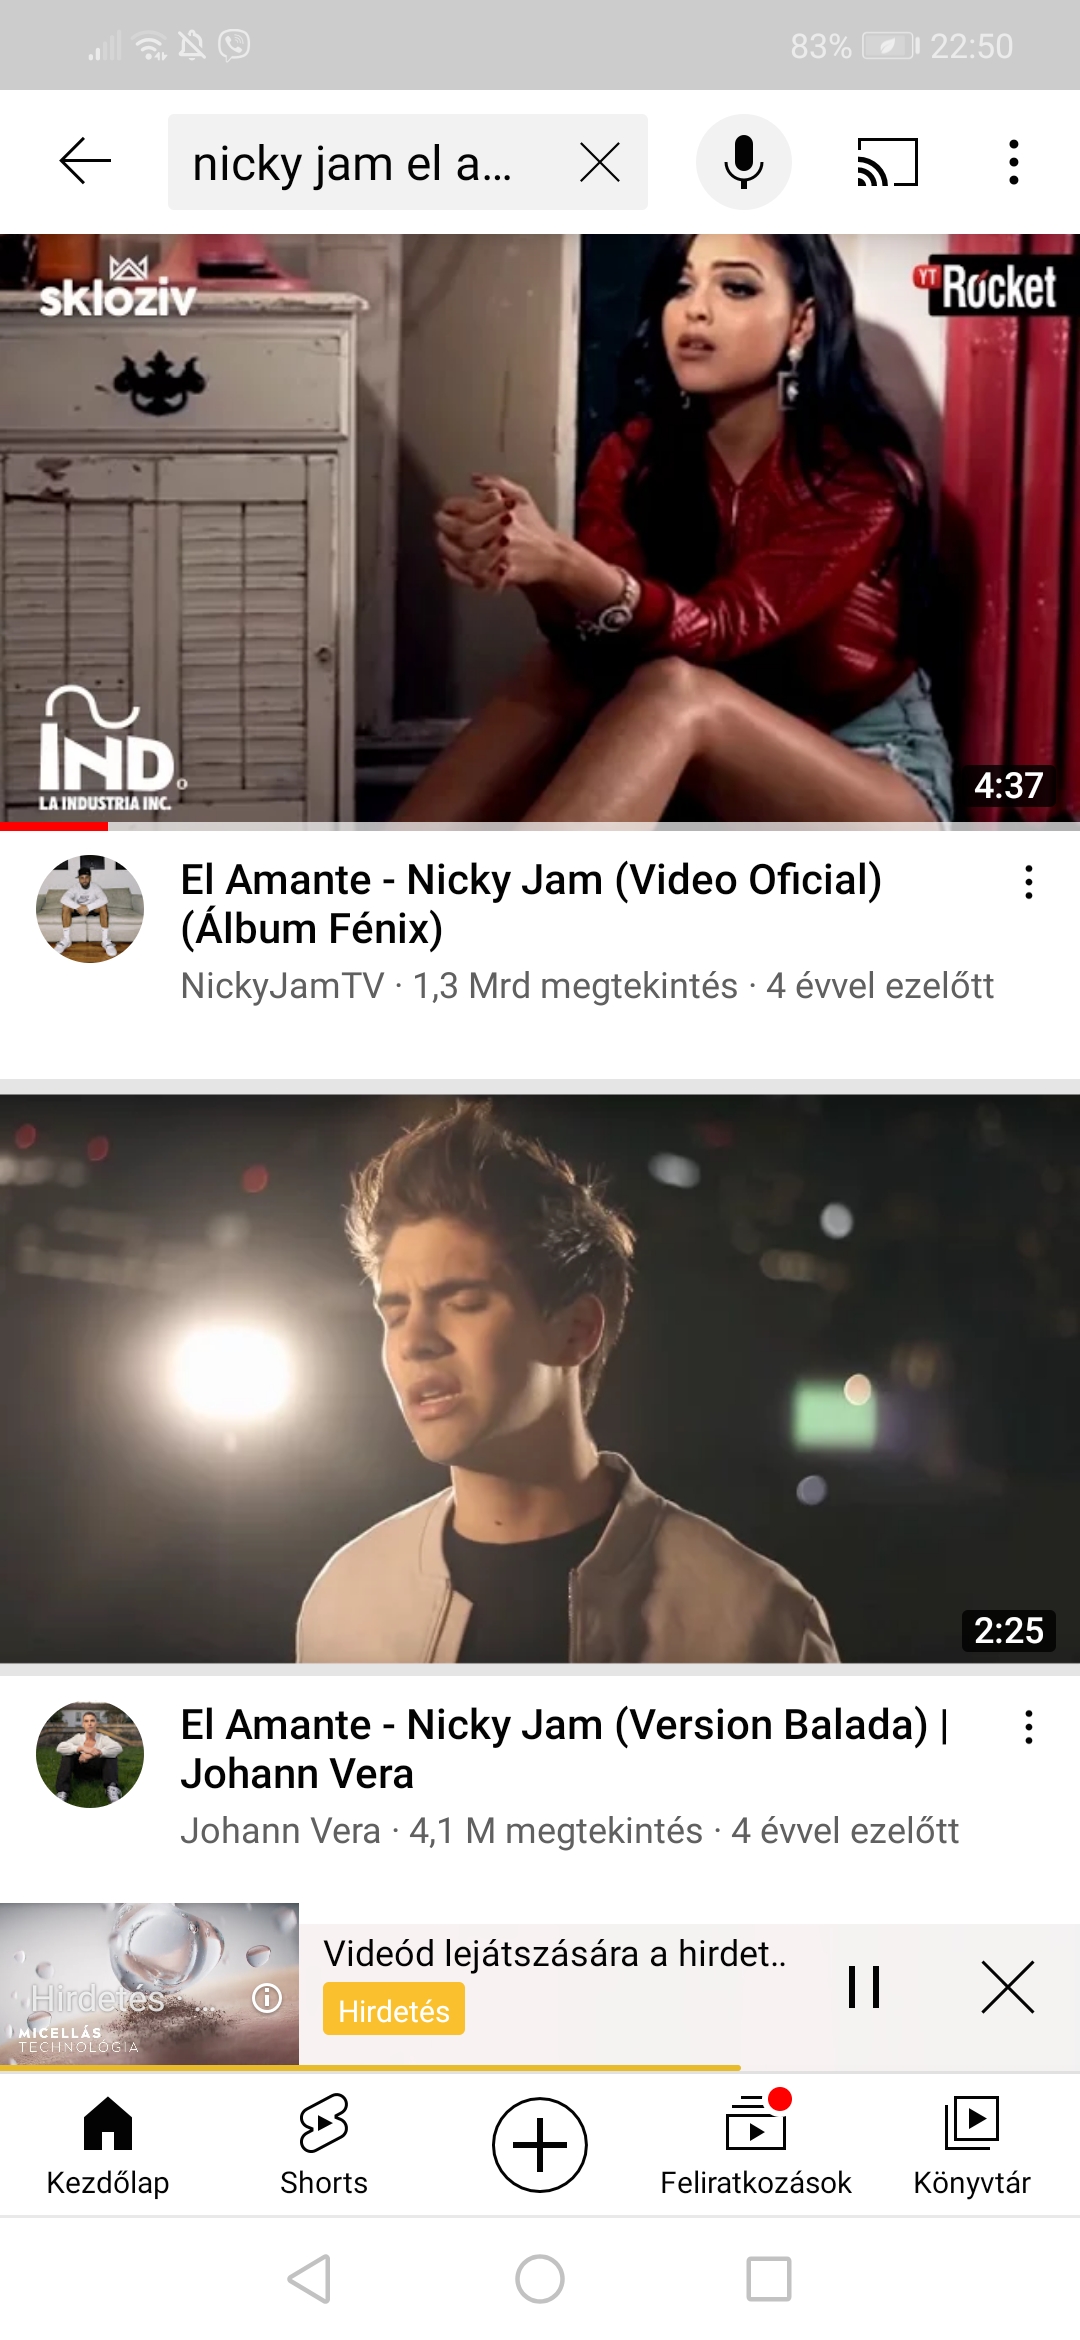 83% 22:50
nicky jam el a...
skloziv
YT Rocket
IND.
LA INDUSTRIA INC.
4:37
El Amante - Nicky Jam (Video Oficial)
(Álbum Fénix)
NickyJamTV · 1,3 Mrd megtekintés · 4 évvel ezelőtt
2:25
El Amante - Nicky Jam (Version Balada) |
Johann Vera
Johann Vera · 4,1 M megtekintés · 4 évvel ezelőtt
Hirdetés · ...
MICELLÁS
TECHNOLÓGIA
Videód lejátszására a hirdet..
Hirdetés
Kezdőlap
Shorts
Feliratkozások
Könyvtár